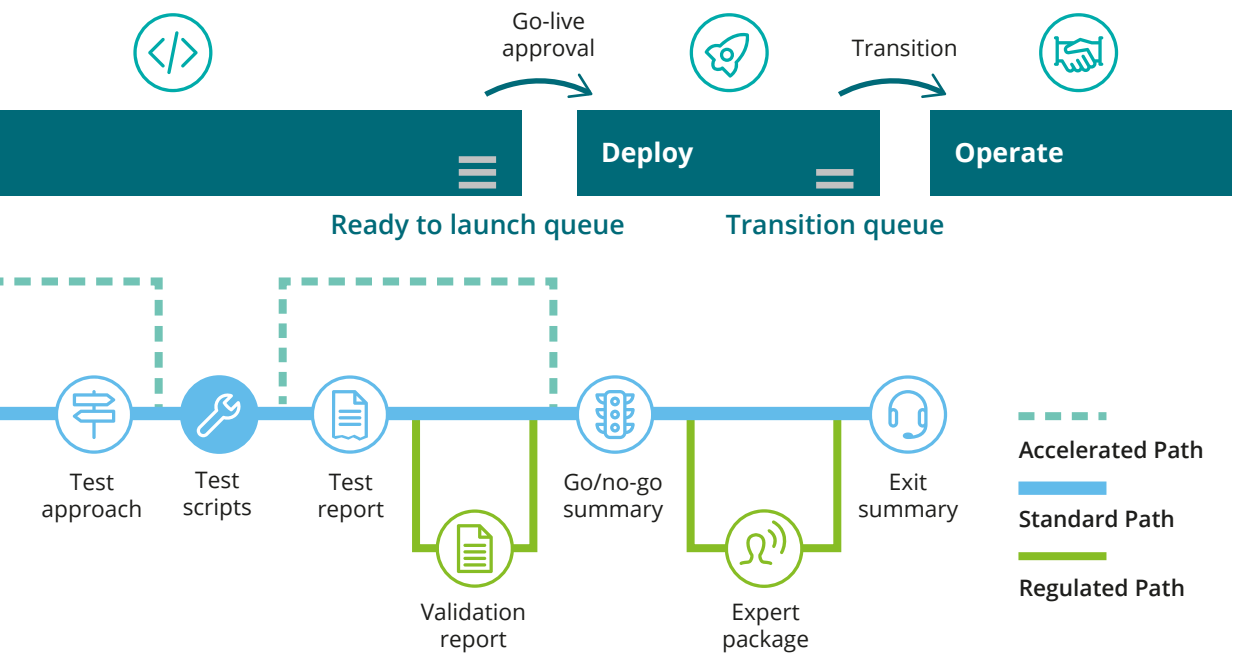 Go-live
approval
Transition
Deploy
Operate
Ready to launch queue
Transition queue
Test
approach
Test
scripts
Test
report
Go/no-go
summary
Exit
summary
Validation
report
Expert
package
Accelerated Path
Standard Path
Regulated Path